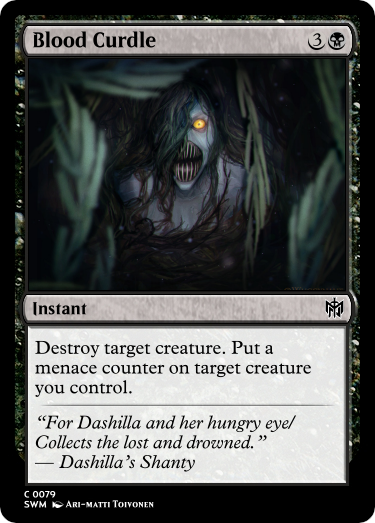 Blood Curdle 3
Instant
Destroy target creature. Put a
menace counter on target creature
you control.
“For Dashilla and her hungry eye/
Collects the lost and drowned.”
— Dashilla’s Shanty
C 0079
SWM Ari-Matti Toivonen